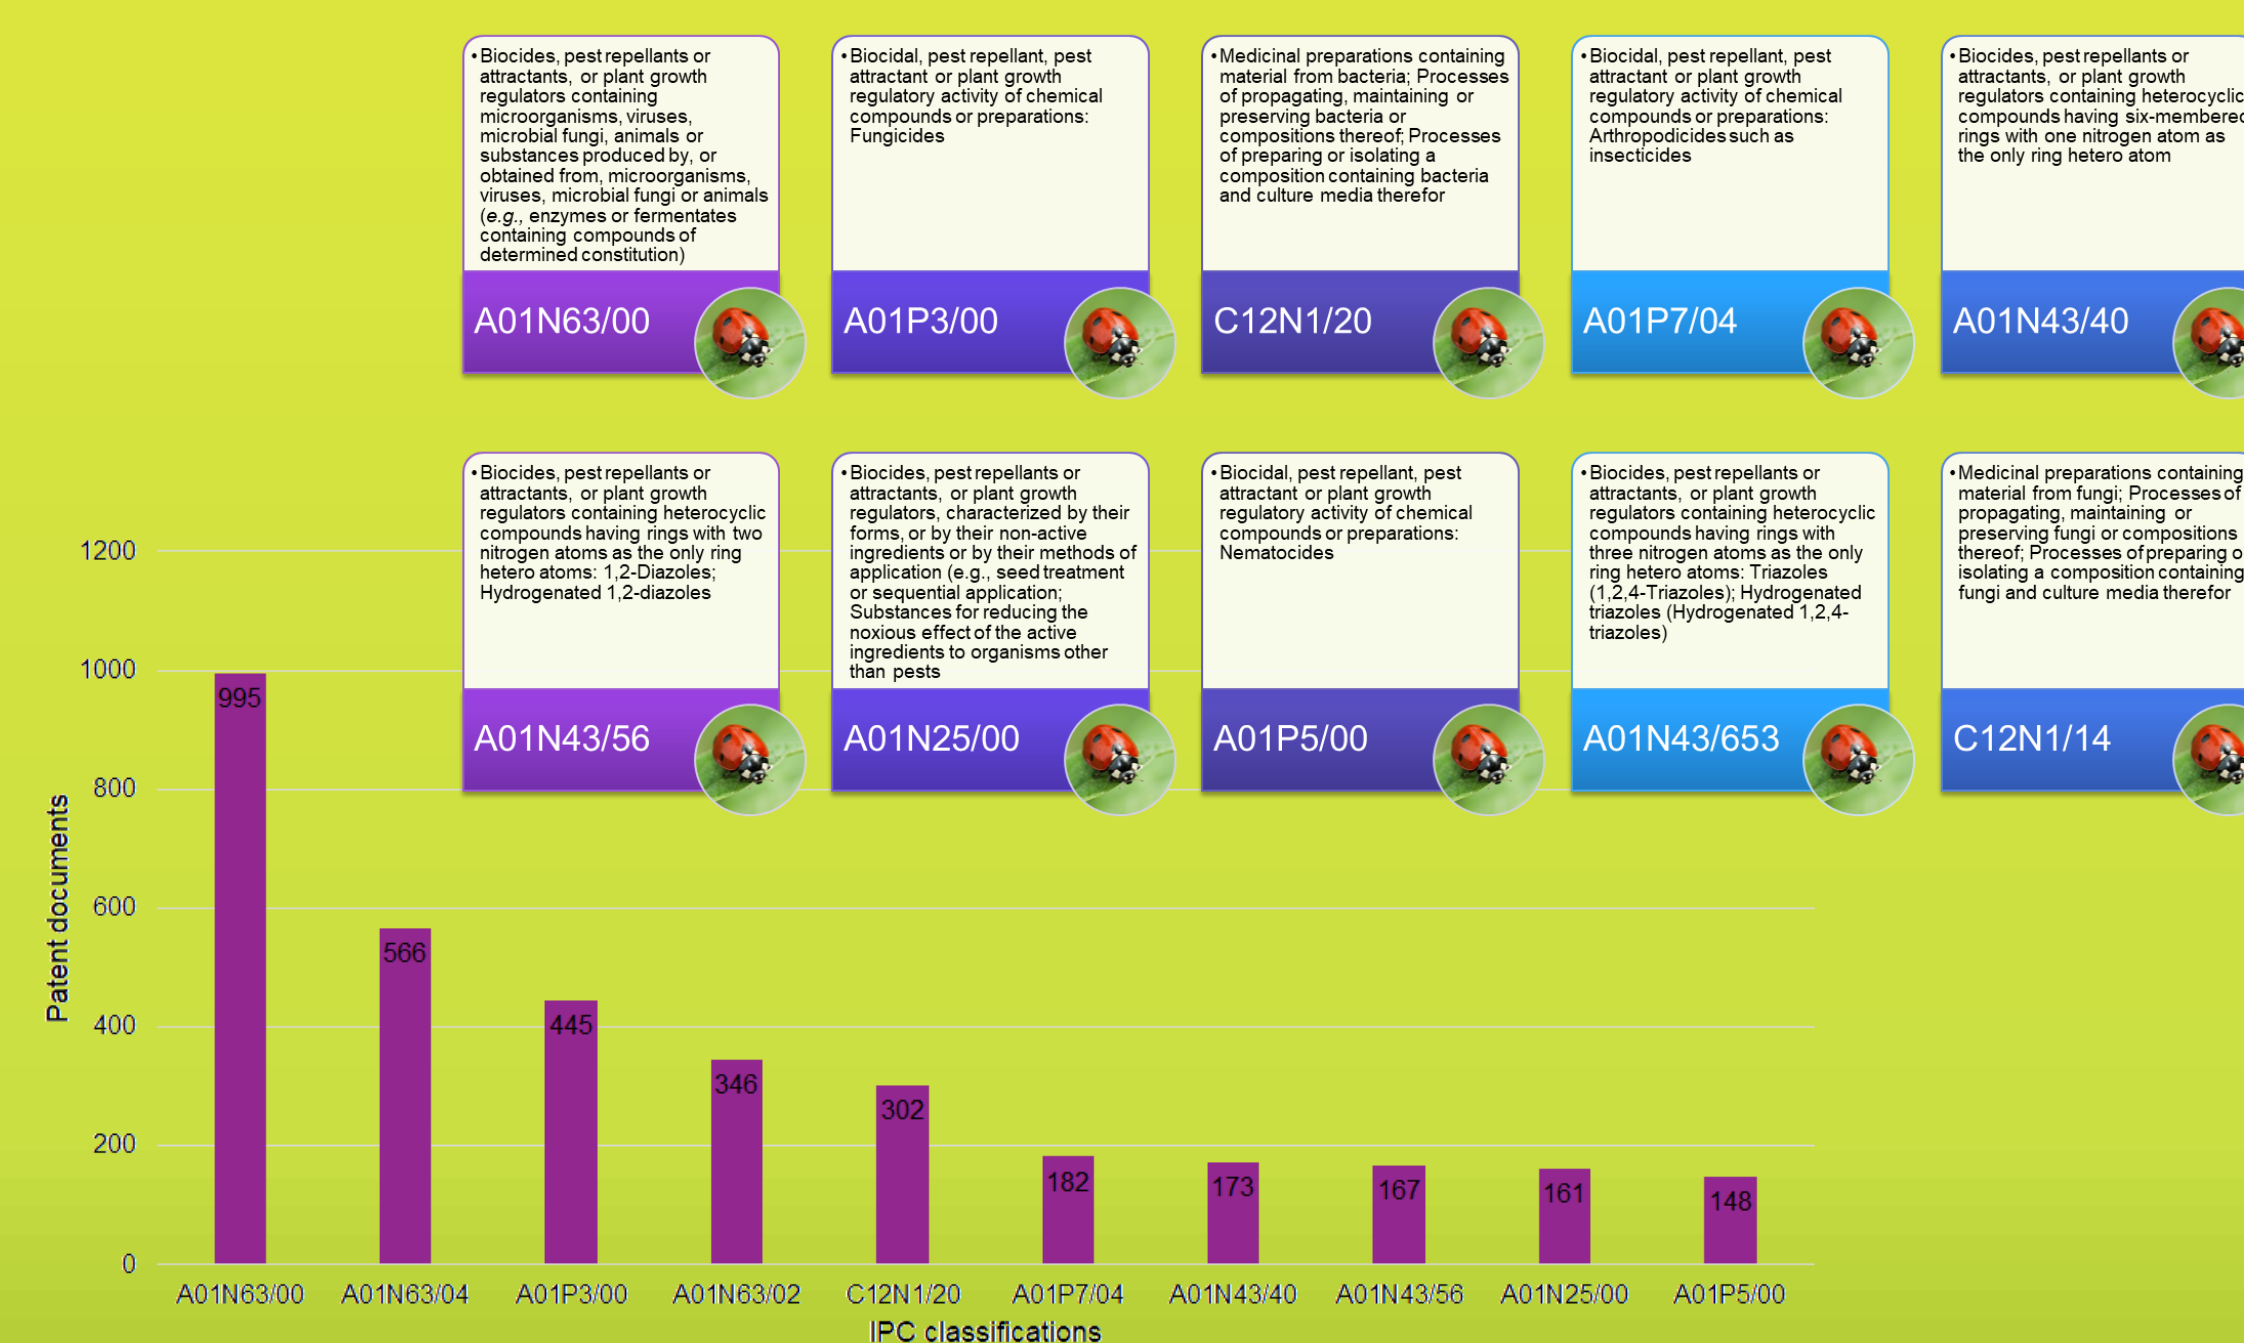 •Biocides, pest repellants or
attractants, or plant growth
regulators containing
microorganisms, viruses,
microbial fungi, animals or
substances produced by, or
obtained from, microorganisms,
viruses, microbial fungi or animals
(e.g., enzymes or fermentates
containing compounds of
determined constitution)
A01N63/00
•Biocidal, pest repellant, pest
attractant or plant growth
regulatory activity of chemical
compounds or preparations:
Fungicides
A01P3/00
•Medicinal preparations containing
material from bacteria; Processes
of propagating, maintaining or
preserving bacteria or
compositions thereof; Processes
of preparing or isolating a
composition containing bacteria
and culture media therefor
C12N1/20
•Biocidal, pest repellant, pest
attractant or plant growth
regulatory activity of chemical
compounds or preparations:
Arthropodicides such as
insecticides
A01P7/04
•Biocides, pest repellants or
attractants, or plant growth
regulators containing heterocyclic
compounds having six-membered
rings with one nitrogen atom as
the only ring hetero atom
A01N43/40
•Biocides, pest repellants or
attractants, or plant growth
regulators containing heterocyclic
compounds having rings with two
nitrogen atoms as the only ring
hetero atoms: 1,2-Diazoles;
Hydrogenated 1,2-diazoles
A01N43/56
•Biocides, pest repellants or
attractants, or plant growth
regulators, characterized by their
forms, or by their non-active
ingredients or by their methods of
application (e.g., seed treatment
or sequential application;
Substances for reducing the
noxious effect of the active
ingredients to organisms other
than pests
A01N25/00
•Biocidal, pest repellant, pest
attractant or plant growth
regulatory activity of chemical
compounds or preparations:
Nematocides
A01P5/00
•Biocides, pest repellants or
attractants, or plant growth
regulators containing heterocyclic
compounds having rings with
three nitrogen atoms as the only
ring hetero atoms: Triazoles
(1,2,4-Triazoles); Hydrogenated
triazoles (Hydrogenated 1,2,4-
triazoles)
A01N43/653
•Medicinal preparations containing
material from fungi; Processes of
propagating, maintaining or
preserving fungi or compositions
thereof; Processes of preparing o
isolating a composition containing
fungi and culture media therefor
C12N1/14
Patent documents
1200
1000
800
600
400
200
0
995
566
445
346
302
182
173
167
161
148
A01N63/00
A01N63/04
A01P3/00
A01N63/02
C12N1/20
A01P7/04
A01N43/40
A01N43/56
A01N25/00
A01P5/00
IPC classifications